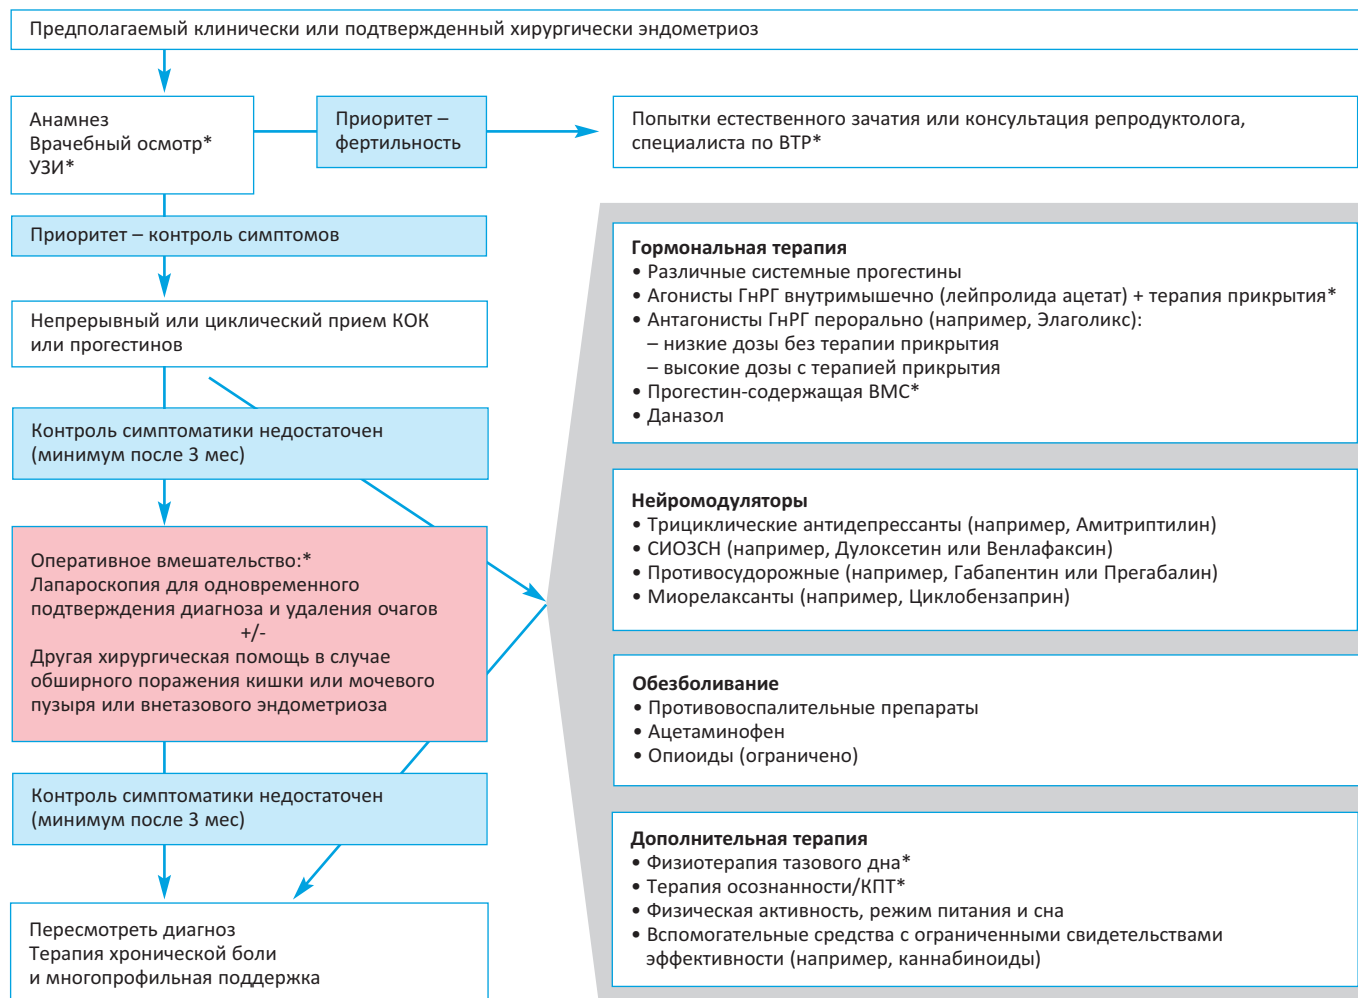 Предполагаемый клинически или подтвержденный хирургически эндометриоз
Анамнез
Врачебный осмотр*
УЗИ*
Приоритет –
фертильность
Попытки естественного зачатия или консультация репродуктолога,
специалиста по ВТР*
Приоритет – контроль симптомов
Непрерывный или циклический прием КОК
или прогестинов
Контроль симптоматики недостаточен
(минимум после 3 мес)
Оперативное вмешательство:*
Лапароскопия для одновременного
подтверждения диагноза и удаления очагов
+/-
Другая хирургическая помощь в случае
обширного поражения кишки или мочевого
пузыря или внетазового эндометриоза
Контроль симптоматики недостаточен
(минимум после 3 мес)
Пересмотреть диагноз
Терапия хронической боли
и многопрофильная поддержка
Гормональная терапия
• Различные системные прогестины
• Агонисты ГнРГ внутримышечно (лейпролида ацетат) + терапия прикрытия*
• Антагонисты ГнРГ перорально (например, Элаголикс):
– низкие дозы без терапии прикрытия
– высокие дозы с терапией прикрытия
• Прогестин-содержащая ВМС*
• Даназол
Нейромодуляторы
• Трициклические антидепрессанты (например, Амитриптилин)
• СИОЗСН (например, Дулоксетин или Венлафаксин)
• Противосудорожные (например, Габапентин или Прегабалин)
• Миорелаксанты (например, Циклобензаприн)
Обезболивание
• Противовоспалительные препараты
• Ацетаминофен
• Опиоиды (ограничено)
Дополнительная терапия
• Физиотерапия тазового дна*
• Терапия осознанности/КПТ*
• Физическая активность, режим питания и сна
• Вспомогательные средства с ограниченными свидетельствами
эффективности (например, каннабиноиды)